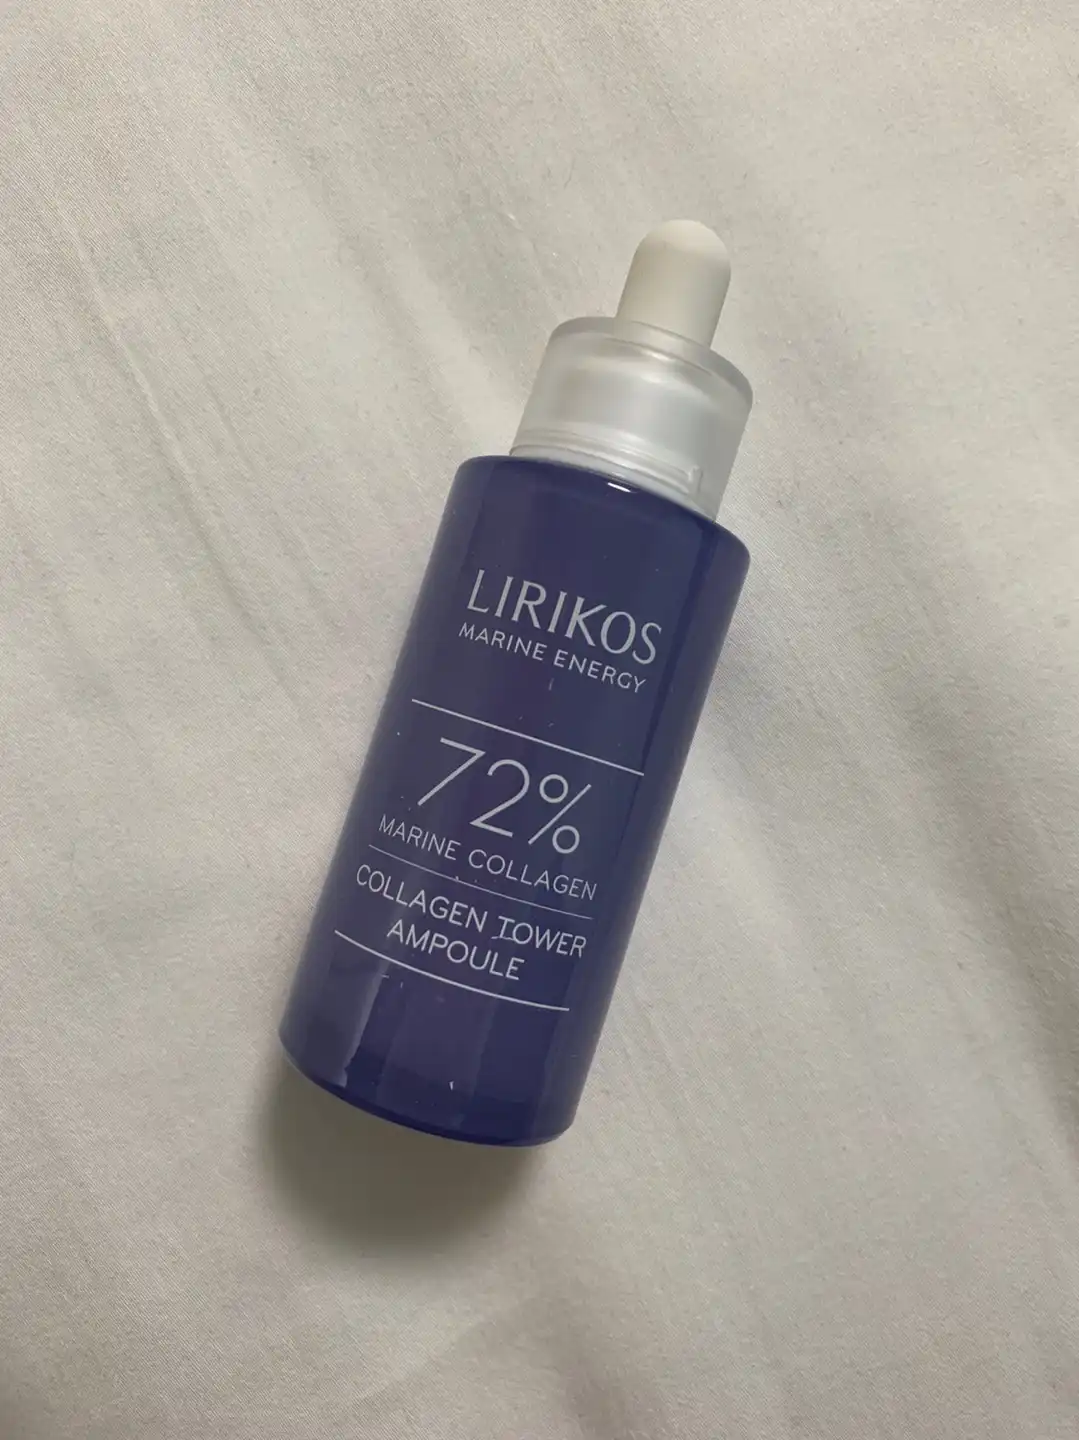 LIRIKOS
MARINE ENERGY
72%
MARINE COLLAGEN
COLLAGEN TOWER
AMPOULE